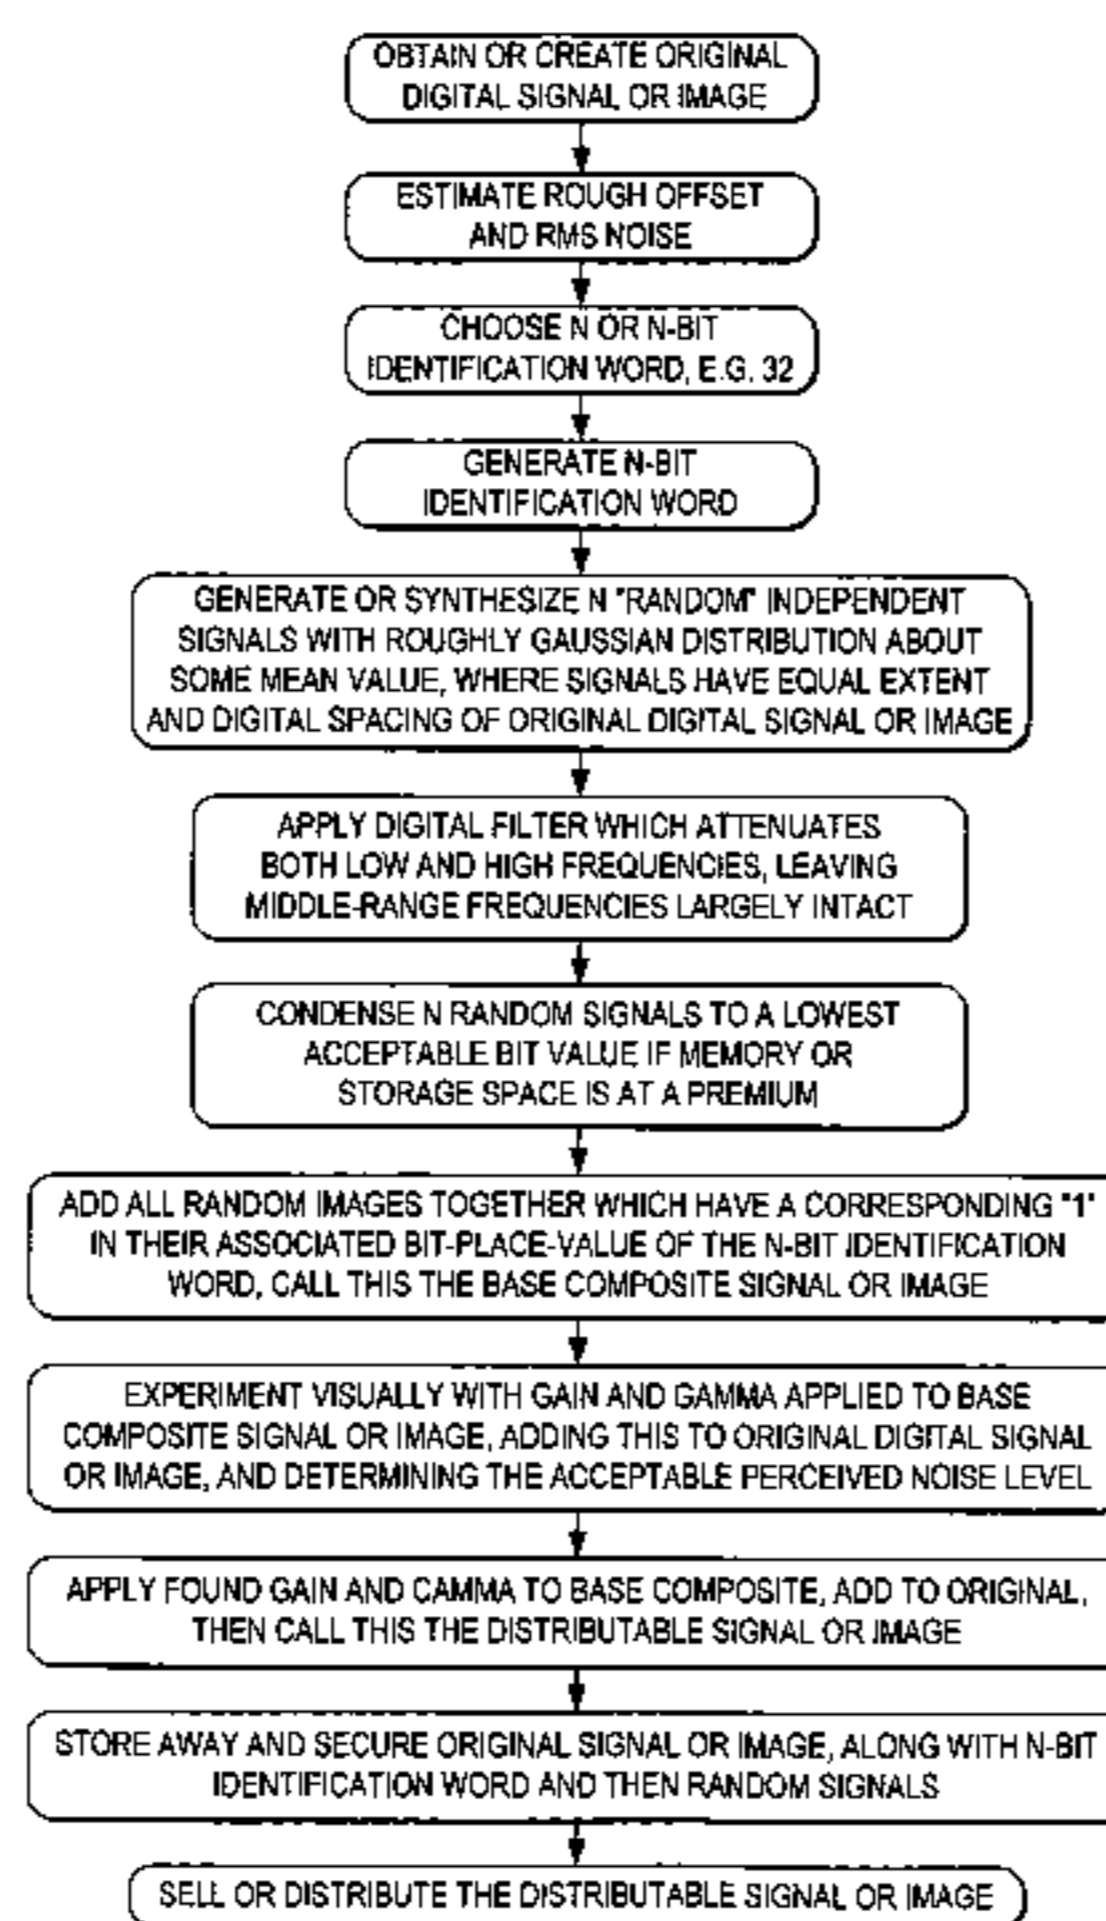 OBTAIN OR CREATE ORIGINAL
DIGITAL SIGNAL OR IMAGE
ESTIMATE ROUGH OFFSET
AND RMS NOISE
CHOOSE N OR N-BIT
IDENTIFICATION WORD, E.G. 32
GENERATE N-BIT
IDENTIFICATION WORD
GENERATE OR SYNTHESIZE N "RANDOM" INDEPENDENT
SIGNALS WITH ROUGHLY GAUSSIAN DISTRIBUTION ABOUT
SOME MEAN VALUE, WHERE SIGNALS HAVE EQUAL EXTENT
AND DIGITAL SPACING OF ORIGINAL DIGITAL SIGNAL OR IMAGE
APPLY DIGITAL FILTER WHICH ATTENUATES
BOTH LOW AND HIGH FREQUENCIES, LEAVING
MIDDLE-RANGE FREQUENCIES LARGELY INTACT
CONDENSE N RANDOM SIGNALS TO A LOWEST
ACCEPTABLE BIT VALUE IF MEMORY OR
STORAGE SPACE IS AT A PREMIUM
ADD ALL RANDOM IMAGES TOGETHER WHICH HAVE A CORRESPONDING "1"
IN THEIR ASSOCIATED BIT-PLACE-VALUE OF THE N-BIT IDENTIFICATION
WORD, CALL THIS THE BASE COMPOSITE SIGNAL OR IMAGE
EXPERIMENT VISUALLY WITH GAIN AND GAMMA APPLIED TO BASE
COMPOSITE SIGNAL OR IMAGE, ADDING THIS TO ORIGINAL DIGITAL SIGNAL
OR IMAGE, AND DETERMINING THE ACCEPTABLE PERCEIVED NOISE LEVEL
APPLY FOUND GAIN AND CAMMA TO BASE COMPOSITE, ADD TO ORIGINAL,
THEN CALL THIS THE DISTRIBUTABLE SIGNAL OR IMAGE
STORE AWAY AND SECURE ORIGINAL SIGNAL OR IMAGE, ALONG WITH N-BIT
IDENTIFICATION WORD AND THEN RANDOM SIGNALS
SELL OR DISTRIBUTE THE DISTRIBUTABLE SIGNAL OR IMAGE